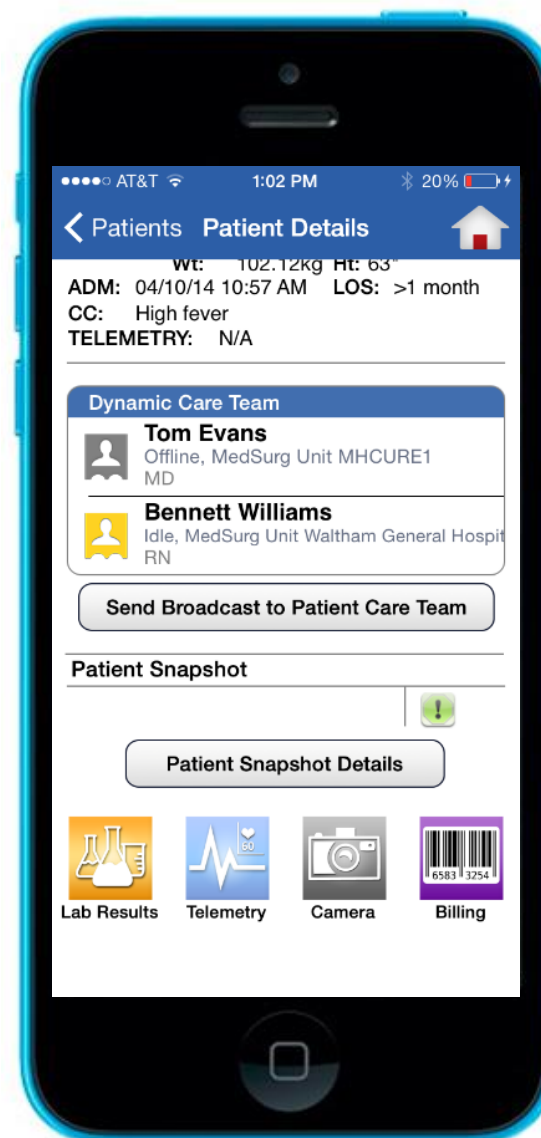 AT&T 1:02 PM 20%
Patients Patient Details
Wt: 102.12kg Ht: 63"
ADM: 04/10/14 10:57 AM LOS: >1 month
CC: High fever
TELEMETRY: N/A
Dynamic Care Team
Tom Evans
Offline, MedSurg Unit MHCURE1
MD
Bennett Williams
Idle, MedSurg Unit Waltham General Hospit
RN
Send Broadcast to Patient Care Team
Patient Snapshot
!
Patient Snapshot Details
60
6583 3254
Lab Results Telemetry Camera Billing